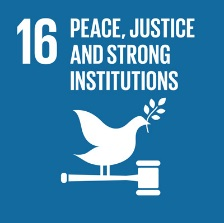 16 PEACE, JUSTICE
AND STRONG
INSTITUTIONS